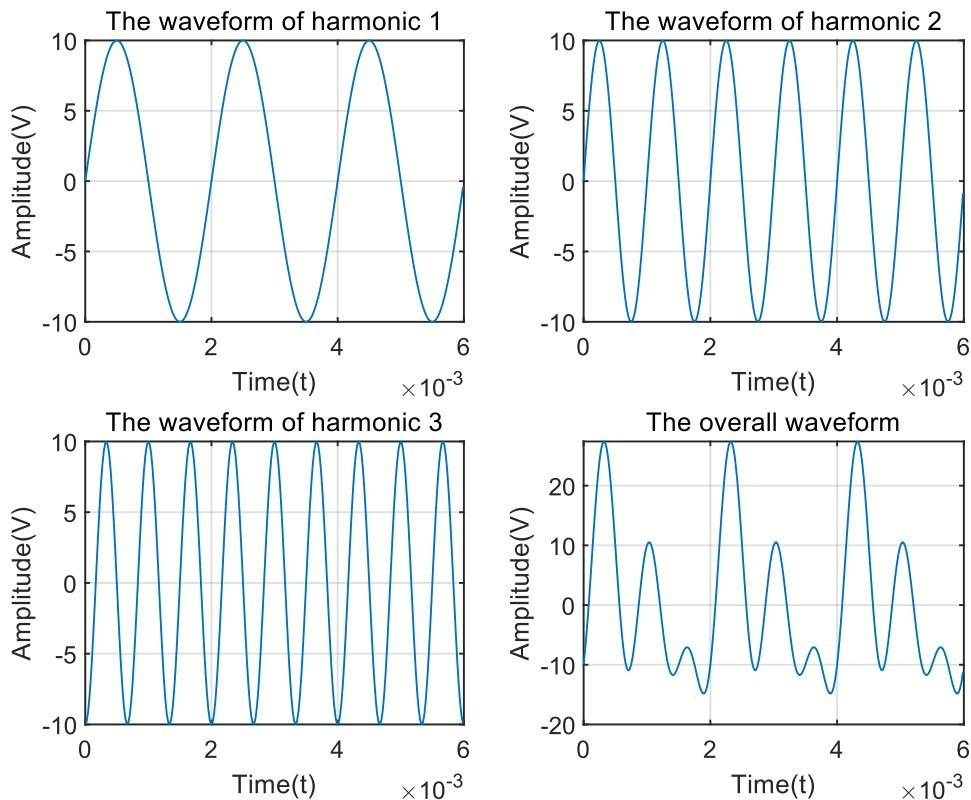 The waveform of harmonic 1
10
5
0
-5
-10
Amplitude(V)
0 2 4 6
Time(t)
×10-3
The waveform of harmonic 2
10
5
0
-5
-10
Amplitude(V)
0 2 4 6
Time(t)
×10-3
The waveform of harmonic 3
10
5
0
-5
-10
Amplitude(V)
0 2 4 6
Time(t)
×10-3
The overall waveform
20
10
0
-10
-20
Amplitude(V)
0 2 4 6
Time(t)
×10-3